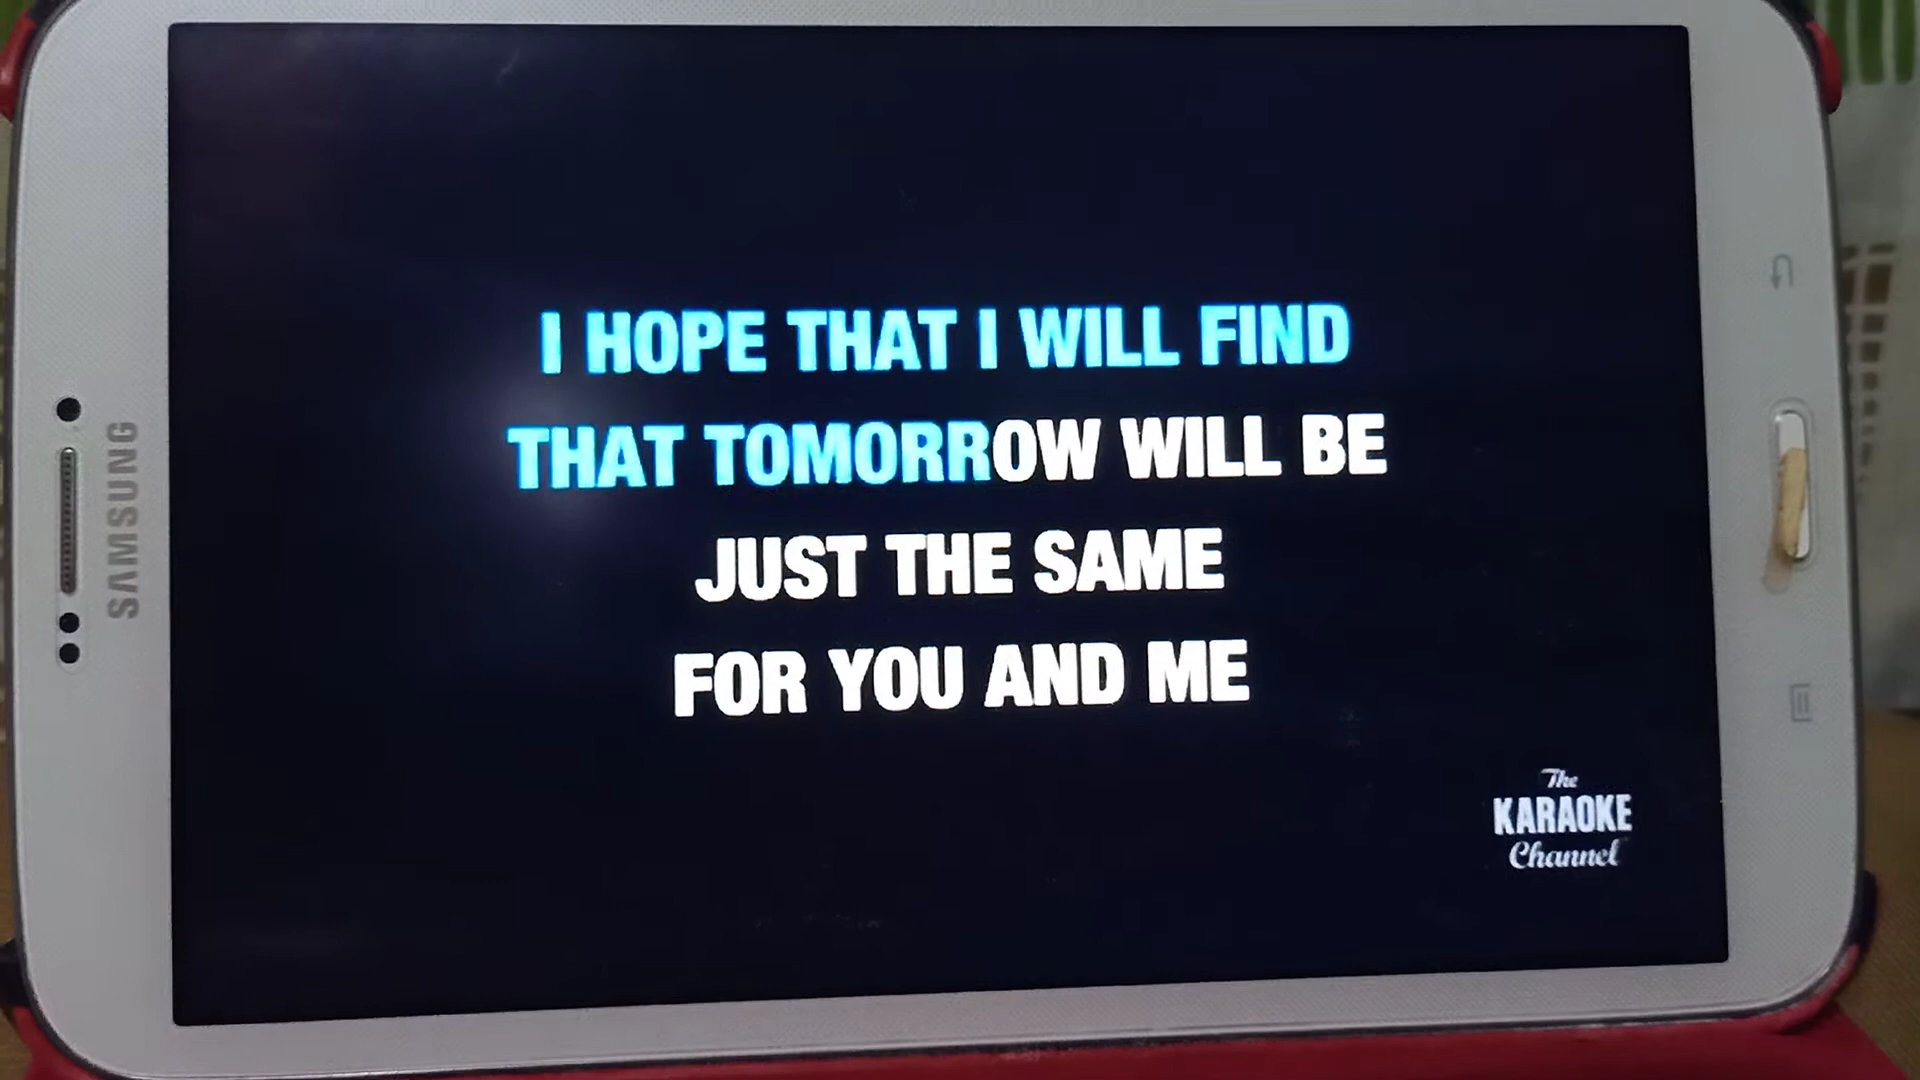 I HOPE THAT I WILL FIND
THAT TOMORROW WILL BE
JUST THE SAME
FOR YOU AND ME
The
KARAOKE
Channel
SAMSUNG